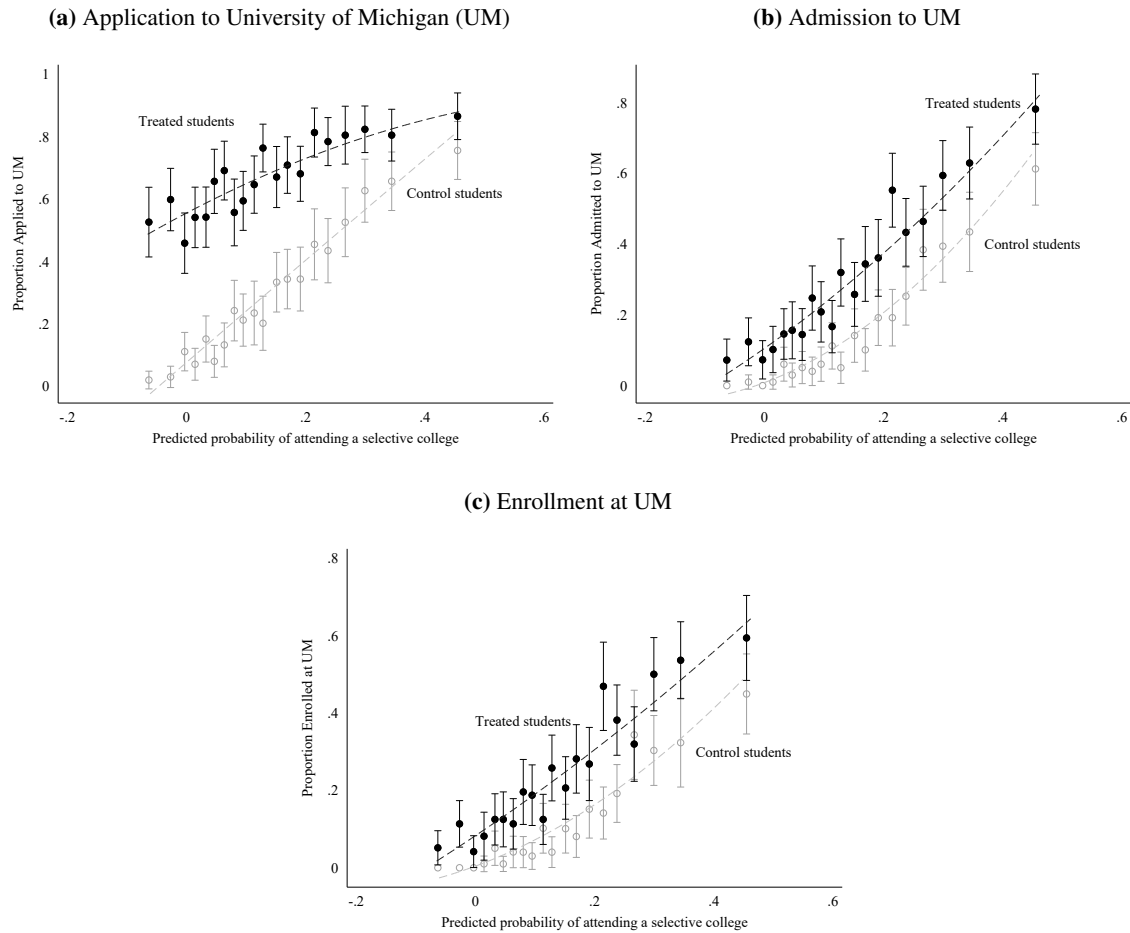 (a) Application to University of Michigan (UM)
Proportion Applied to UM
1
.8
.6
.4
.2
0
Treated students
Control students
-.2
0
.2
.4
.6
Predicted probability of attending a selective college
(b) Admission to UM
Proportion Admitted to UM
.8
.6
.4
.2
0
Treated students
Control students
-.2
0
.2
.4
.6
Predicted probability of attending a selective college
(c) Enrollment at UM
Proportion Enrolled at UM
.8
.6
.4
.2
0
Treated students
Control students
-.2
0
.2
.4
.6
Predicted probability of attending a selective college